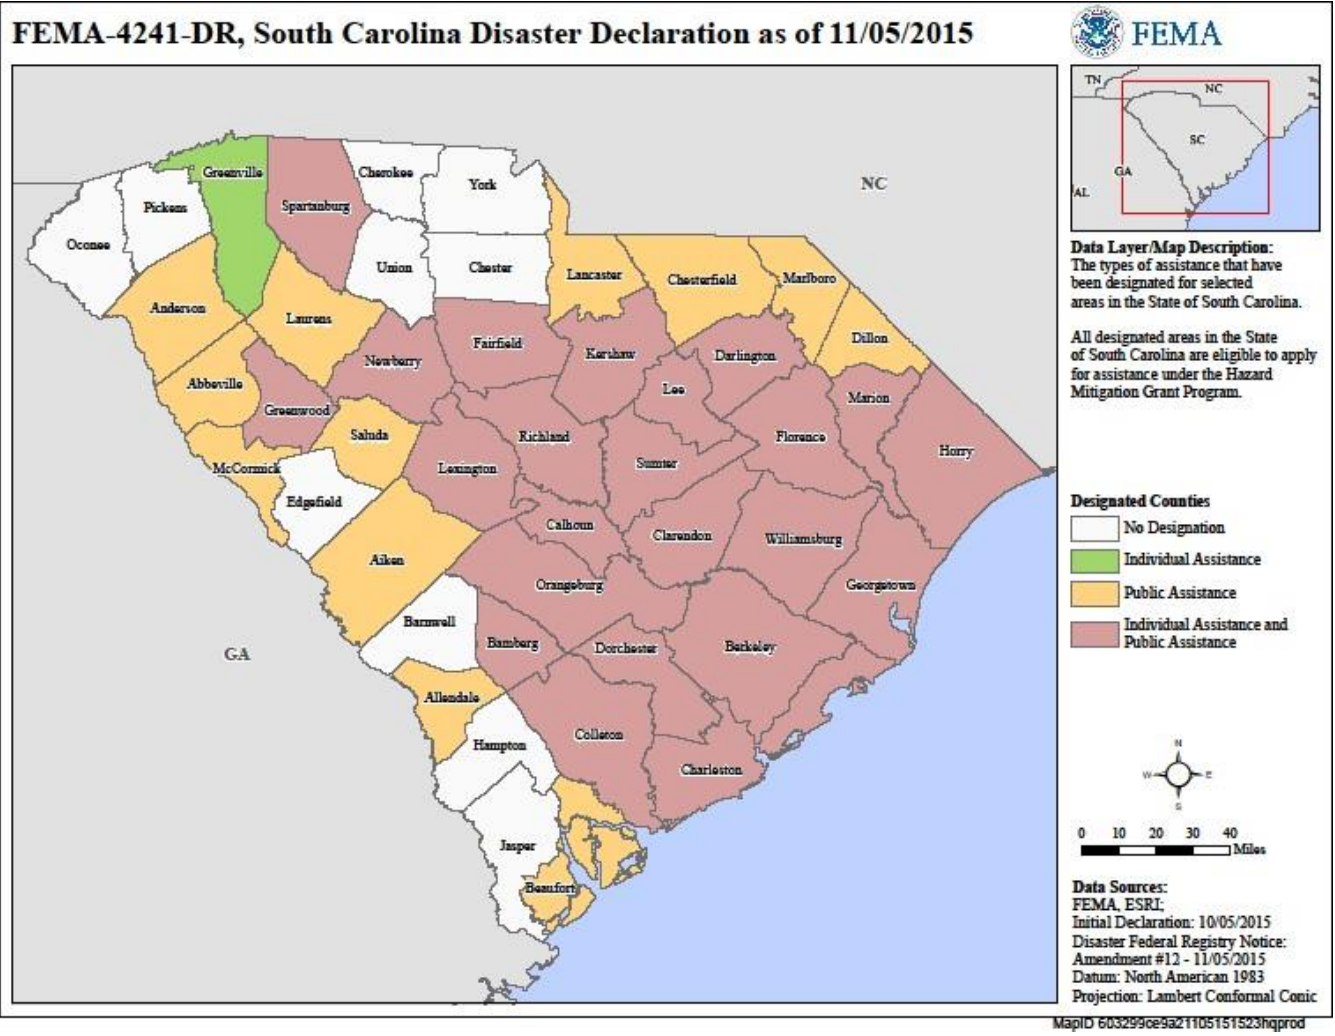 FEMA-4241-DR, South Carolina Disaster Declaration as of 11/05/2015
FEMA
TN
NC
SC
GA
AL
NC
GA
Greenville
Spartanburg
Cherokee
York
Pickens
Oconee
Union
Chester
Lancaster
Chesterfield
Marlboro
Anderson
Laurens
Dillon
Fairfield
Kershaw
Darlington
Newberry
Abbeville
Lee
Marion
Greenwood
Saluda
Richland
Florence
Horry
McCormick
Lexington
Sumter
Edgefield
Calhoun
Clarendon
Williamsburg
Aiken
Orangeburg
Georgetown
Barnwell
Bamberg
Dorchester
Berkeley
Allendale
Hampton
Colleton
Charleston
Jasper
Beaufort
Data Layer/Map Description:
The types of assistance that have
been designated for selected
areas in the State of South Carolina.
All designated areas in the State
of South Carolina are eligible to apply
for assistance under the Hazard
Mitigation Grant Program.
Designated Counties
No Designation
Individual Assistance
Public Assistance
Individual Assistance and
Public Assistance
N
W E
S
0 10 20 30 40
Miles
Data Sources:
FEMA, ESRI;
Initial Declaration: 10/05/2015
Disaster Federal Registry Notice:
Amendment #12 - 11/05/2015
Datum: North American 1983
Projection: Lambert Conformal Conic
MapID 603299ce9a21105151523hqprod